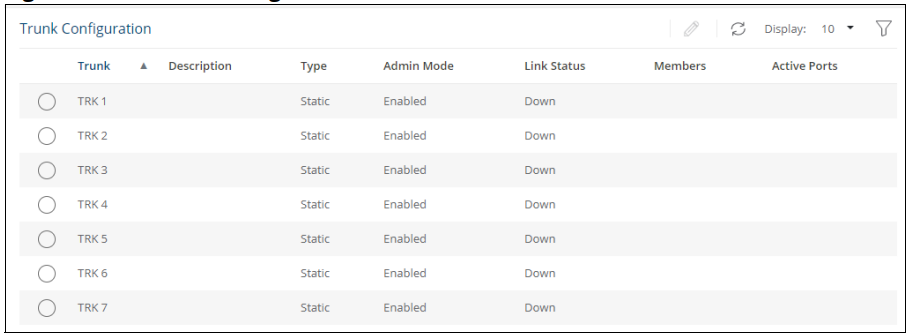 Trunk Configuration Display: 10
Trunk ▲ Description Type Admin Mode Link Status Members Active Ports
TRK 1 Static Enabled Down
TRK 2 Static Enabled Down
TRK 3 Static Enabled Down
TRK 4 Static Enabled Down
TRK 5 Static Enabled Down
TRK 6 Static Enabled Down
TRK 7 Static Enabled Down